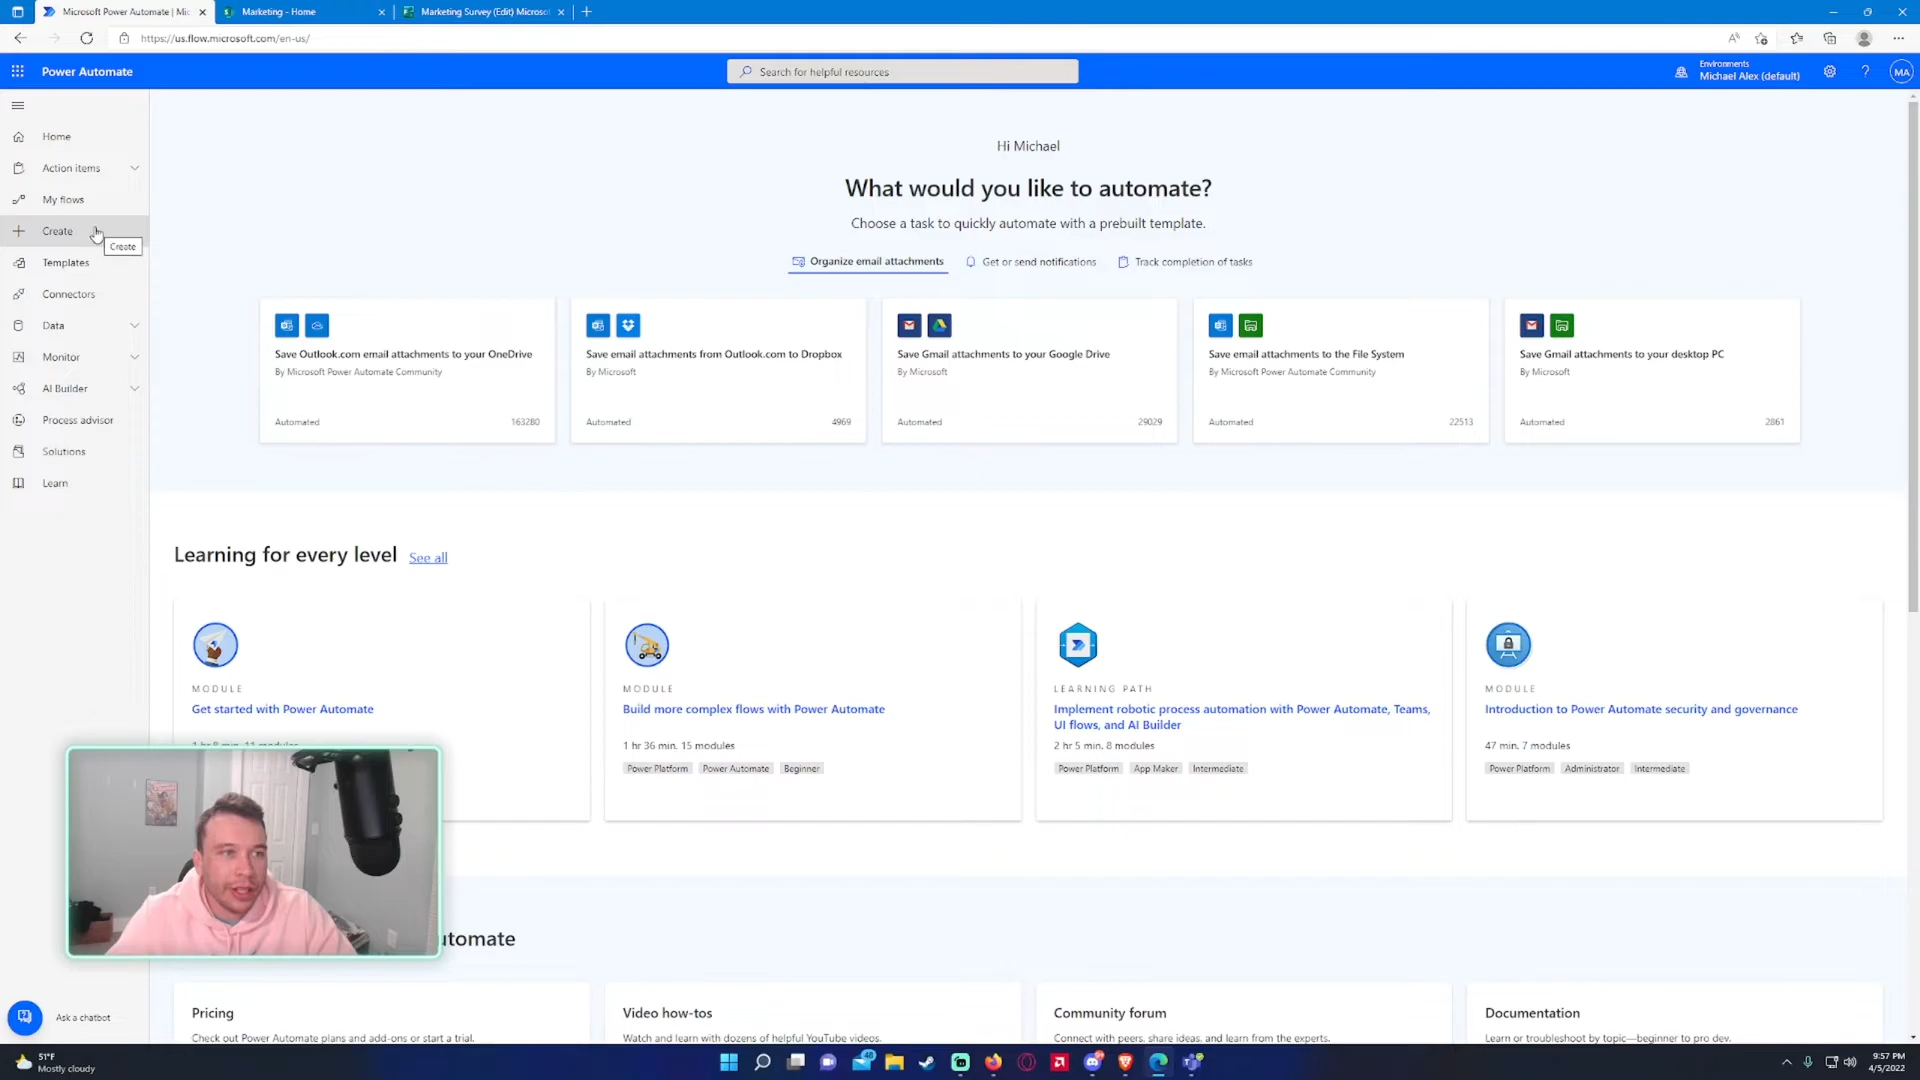 Microsoft Power Automate | Mic
Marketing - Home
Marketing Survey (Edit) Microsof
https://us.flow.microsoft.com/en-us/
Power Automate
Search for helpful resources
Environments
Michael Alex (default)
MA
Home
Action items
My flows
Create
Create
Templates
Connectors
Data
Monitor
AI Builder
Process advisor
Solutions
Learn
Ask a chatbot
Hi Michael
What would you like to automate?
Choose a task to quickly automate with a prebuilt template.
Organize email attachments
Get or send notifications
Track completion of tasks
Save Outlook.com email attachments to your OneDrive
By Microsoft Power Automate Community
Automated
163280
Save email attachments from Outlook.com to Dropbox
By Microsoft
Automated
4969
Save Gmail attachments to your Google Drive
By Microsoft
Automated
29029
Save email attachments to the File System
By Microsoft Power Automate Community
Automated
22513
Save Gmail attachments to your desktop PC
By Microsoft
Automated
2861
Learning for every level
See all
MODULE
Get started with Power Automate
MODULE
Build more complex flows with Power Automate
1 hr 36 min. 15 modules
Power Platform
Power Automate
Beginner
LEARNING PATH
Implement robotic process automation with Power Automate, Teams,
UI flows, and AI Builder
2 hr 5 min. 8 modules
Power Platform
App Maker
Intermediate
MODULE
Introduction to Power Automate security and governance
47 min. 7 modules
Power Platform
Administrator
Intermediate
utomate
Pricing
Check out Power Automate plans and add-ons or start a trial.
Video how-tos
Watch and learn with dozens of helpful YouTube videos.
Community forum
Connect with peers, share ideas, and learn from the experts.
Documentation
Learn or troubleshoot by topic—beginner to pro dev.
51°F
Mostly cloudy
9:57 PM
4/5/2022